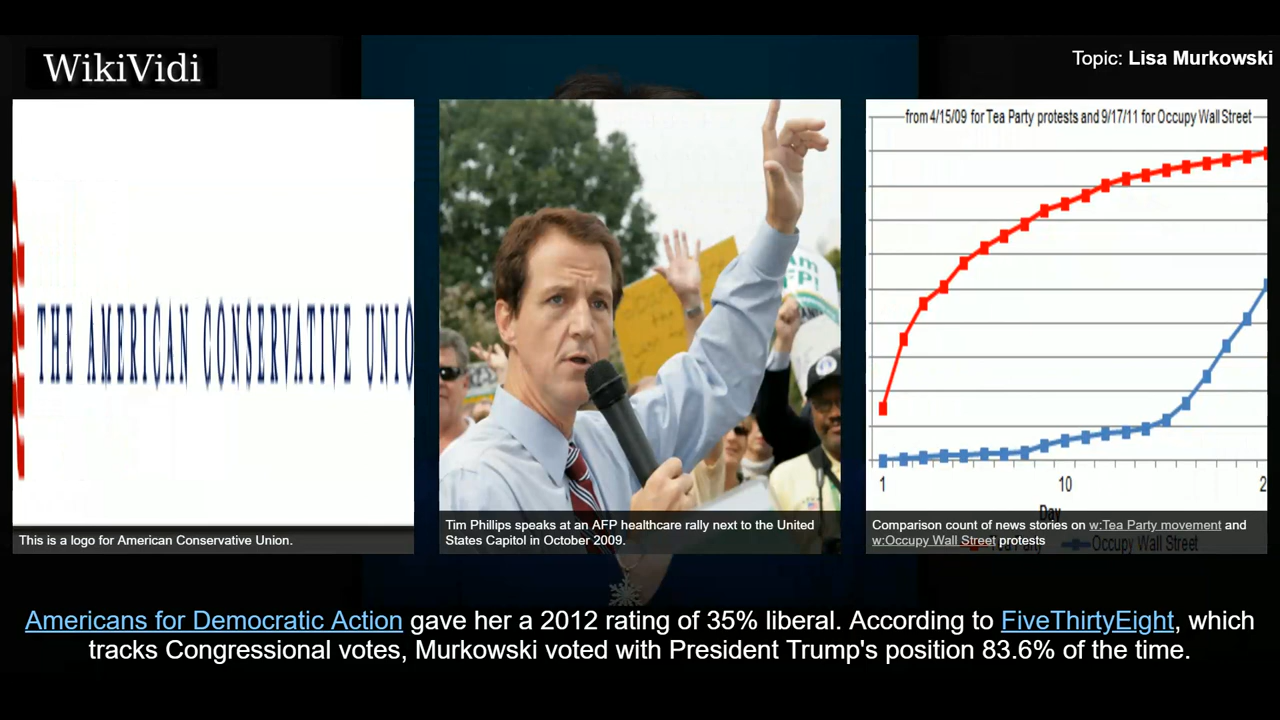 WikiVidi
Topic: Lisa Murkowski
THE AMERICAN CONSERVATIVE UNIO
This is a logo for American Conservative Union.
Tim Phillips speaks at an AFP healthcare rally next to the United
States Capitol in October 2009.
from 4/15/09 for Tea Party protests and 9/17/11 for Occupy Wall Street
1
10
2
Day
Tea Party
Occupy Wall Street
Comparison count of news stories on w:Tea Party movement and
w:Occupy Wall Street protests
Americans for Democratic Action gave her a 2012 rating of 35% liberal. According to FiveThirtyEight, which
tracks Congressional votes, Murkowski voted with President Trump's position 83.6% of the time.